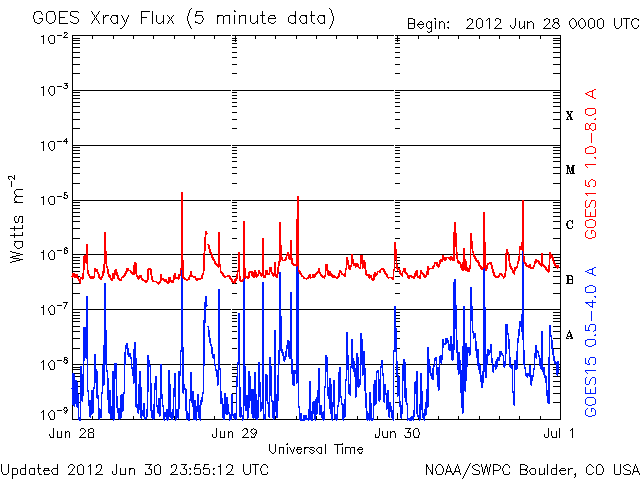 GOES Xray Flux (5 minute data)
Begin: 2012 Jun 28 0000 UTC
10⁻²
10⁻³
10⁻⁴
10⁻⁵
10⁻⁶
10⁻⁷
10⁻⁸
10⁻⁹
Watts m⁻²
X
M
C
B
A
GOES15 1.0-8.0 A
GOES15 0.5-4.0 A
Jun 28
Jun 29
Jun 30
Jul 1
Universal Time
Updated 2012 Jun 30 23:55:12 UTC
NOAA/SWPC Boulder, CO USA